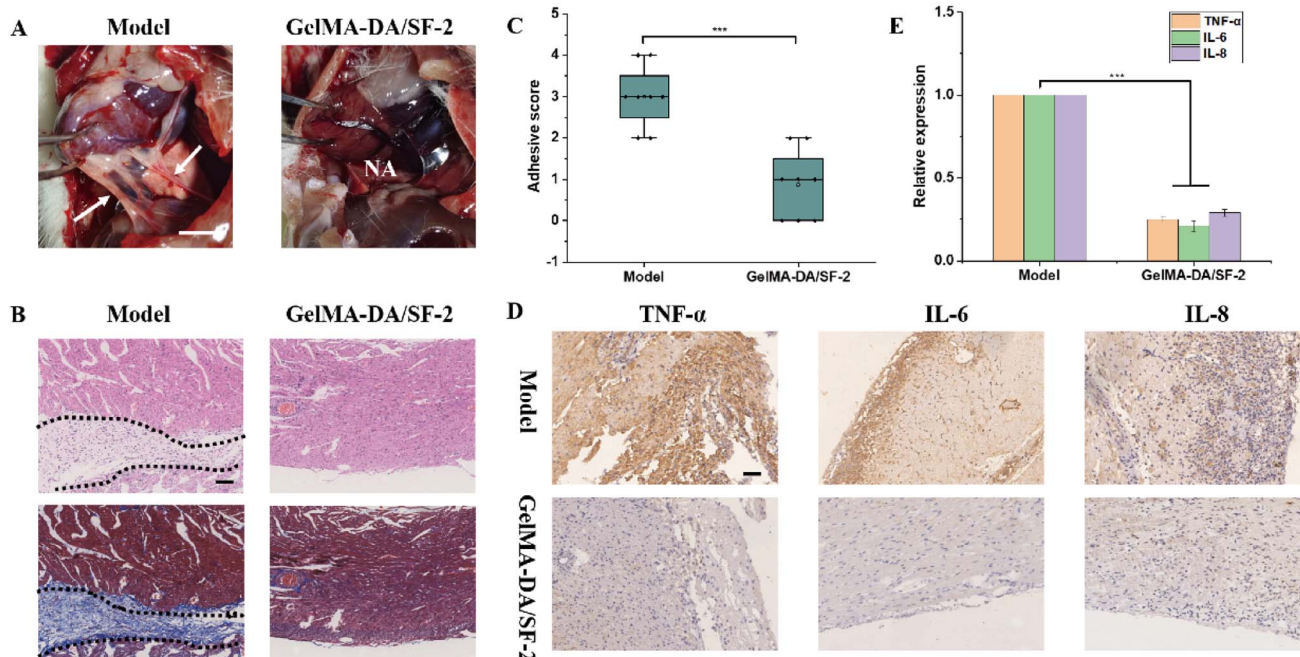 A
Model
GelMA-DA/SF-2
NA
C
Adhesive score
5
4
3
2
1
0
-1
***
Model
GelMA-DA/SF-2
E
Relative expression
1.5
1.0
0.5
0.0
***
TNF-α
IL-6
IL-8
Model
GelMA-DA/SF-2
B
Model
GelMA-DA/SF-2
D
TNF-α
IL-6
IL-8
Model
GelMA-DA/SF-2